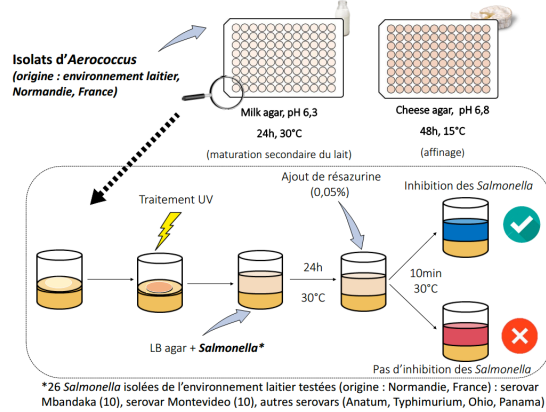 Isolats d'Aerococcus
(origine : environnement laitier,
Normandie, France)
Milk agar, pH 6,3
24h, 30°C
(maturation secondaire du lait)
Cheese agar, pH 6,8
48h, 15°C
(affinage)
Traitement UV
Ajout de résazurine
(0,05%)
Inhibition des Salmonella
24h
30°C
10min
30°C
LB agar + Salmonella*
Pas d'inhibition des Salmonella
*26 Salmonella isolées de l'environnement laitier testées (origine : Normandie, France) : serovar
Mbandaka (10), serovar Montevideo (10), autres serovars (Anatum, Typhimurium, Ohio, Panama)